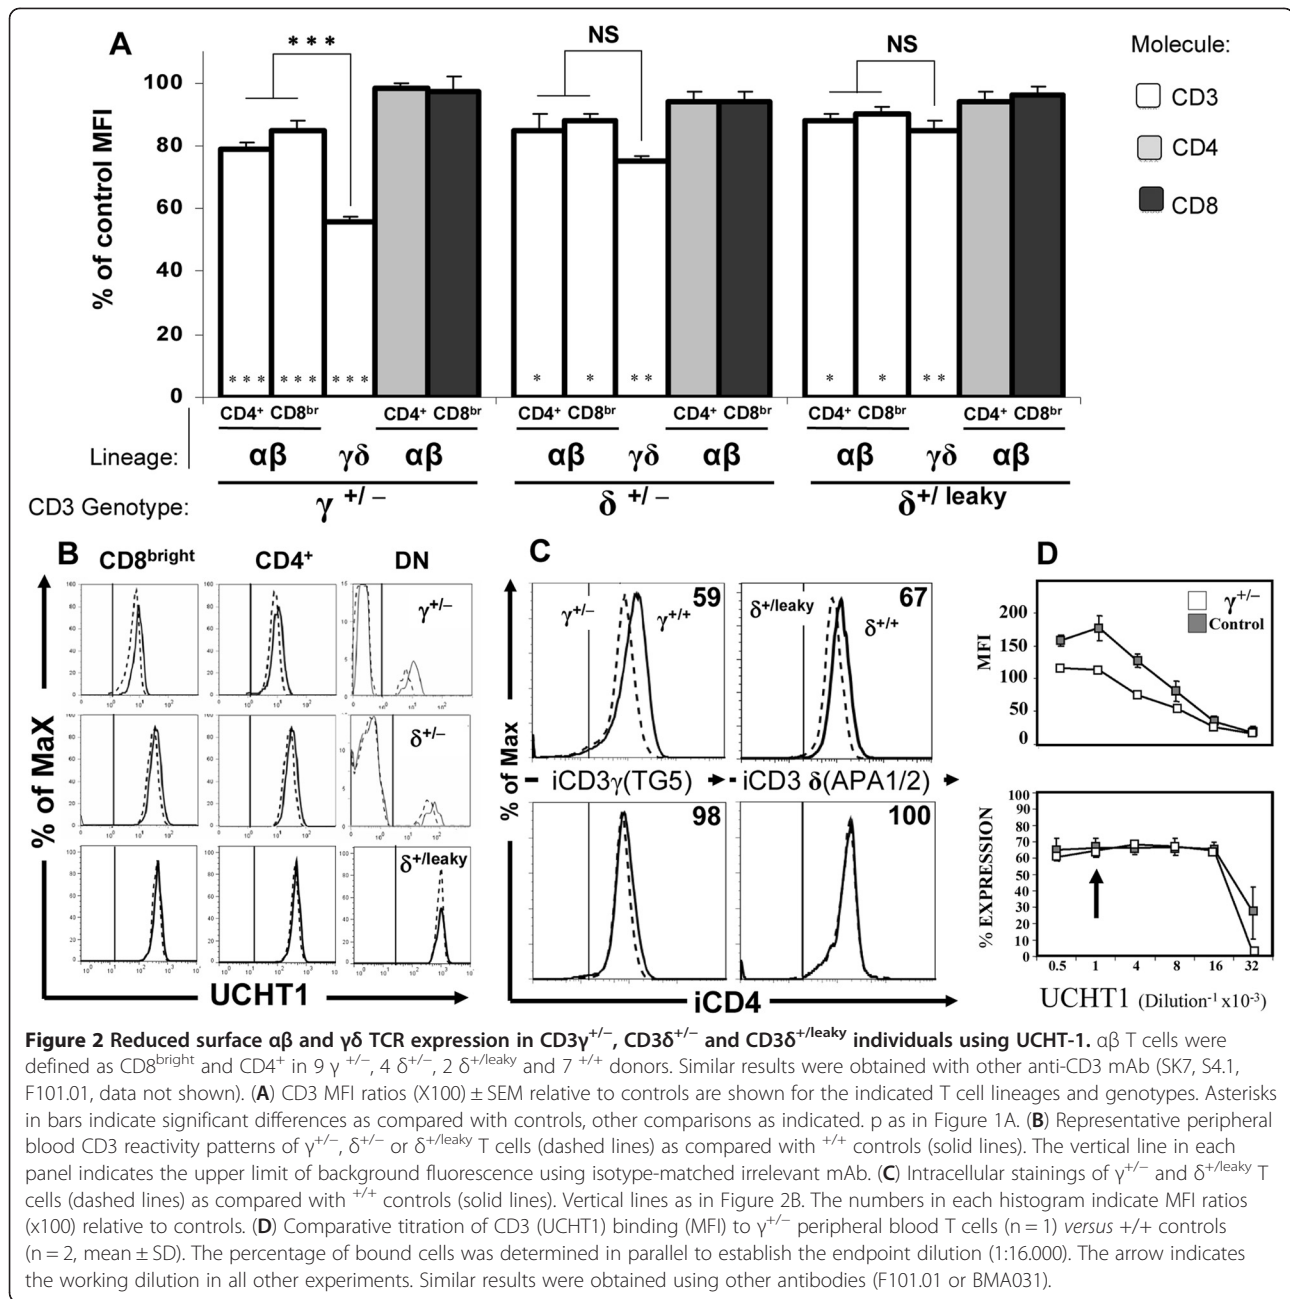 A
***
NS
NS
Molecule:
CD3
CD4
CD8
% of control MFI
100
80
60
40
20
0
*** *** *** * * ** * * **
CD4⁺ CD8ᵇʳ CD4⁺ CD8ᵇʳ CD4⁺ CD8ᵇʳ CD4⁺ CD8ᵇʳ CD4⁺ CD8ᵇʳ CD4⁺ CD8ᵇʳ
Lineage: αβ γδ αβ αβ γδ αβ αβ γδ αβ
CD3 Genotype: γ⁺/⁻ δ⁺/⁻ δ⁺/ leaky
B
CD8bright CD4⁺ DN
γ⁺/⁻
δ⁺/⁻
δ⁺/leaky
% of MaX
UCHT1
C
% of Max
γ⁺/⁻ γ⁺/⁺ 59
δ⁺/leaky δ⁺/⁺ 67
iCD3γ(TG5) iCD3 δ(APA1/2)
98 100
iCD4
D
γ⁺/⁻
Control
MFI
200
150
100
50
0
% EXPRESSION
100
90
80
70
60
50
40
30
20
10
0
0.5 1 4 8 16 32
UCHT1 (Dilution⁻¹ x10⁻³)
Figure 2 Reduced surface αβ and γδ TCR expression in CD3γ⁺/⁻, CD3δ⁺/⁻ and CD3δ⁺/leaky individuals using UCHT-1. αβ T cells were
defined as CD8bright and CD4⁺ in 9 γ ⁺/⁻, 4 δ⁺/⁻, 2 δ⁺/leaky and 7 ⁺/⁺ donors. Similar results were obtained with other anti-CD3 mAb (SK7, S4.1,
F101.01, data not shown). (A) CD3 MFI ratios (X100) ± SEM relative to controls are shown for the indicated T cell lineages and genotypes. Asterisks
in bars indicate significant differences as compared with controls, other comparisons as indicated. p as in Figure 1A. (B) Representative peripheral
blood CD3 reactivity patterns of γ⁺/⁻, δ⁺/⁻ or δ⁺/leaky T cells (dashed lines) as compared with ⁺/⁺ controls (solid lines). The vertical line in each
panel indicates the upper limit of background fluorescence using isotype-matched irrelevant mAb. (C) Intracellular stainings of γ⁺/⁻ and δ⁺/leaky T
cells (dashed lines) as compared with ⁺/⁺ controls (solid lines). Vertical lines as in Figure 2B. The numbers in each histogram indicate MFI ratios
(x100) relative to controls. (D) Comparative titration of CD3 (UCHT1) binding (MFI) to γ⁺/⁻ peripheral blood T cells (n = 1) versus +/+ controls
(n = 2, mean ± SD). The percentage of bound cells was determined in parallel to establish the endpoint dilution (1:16.000). The arrow indicates
the working dilution in all other experiments. Similar results were obtained using other antibodies (F101.01 or BMA031).